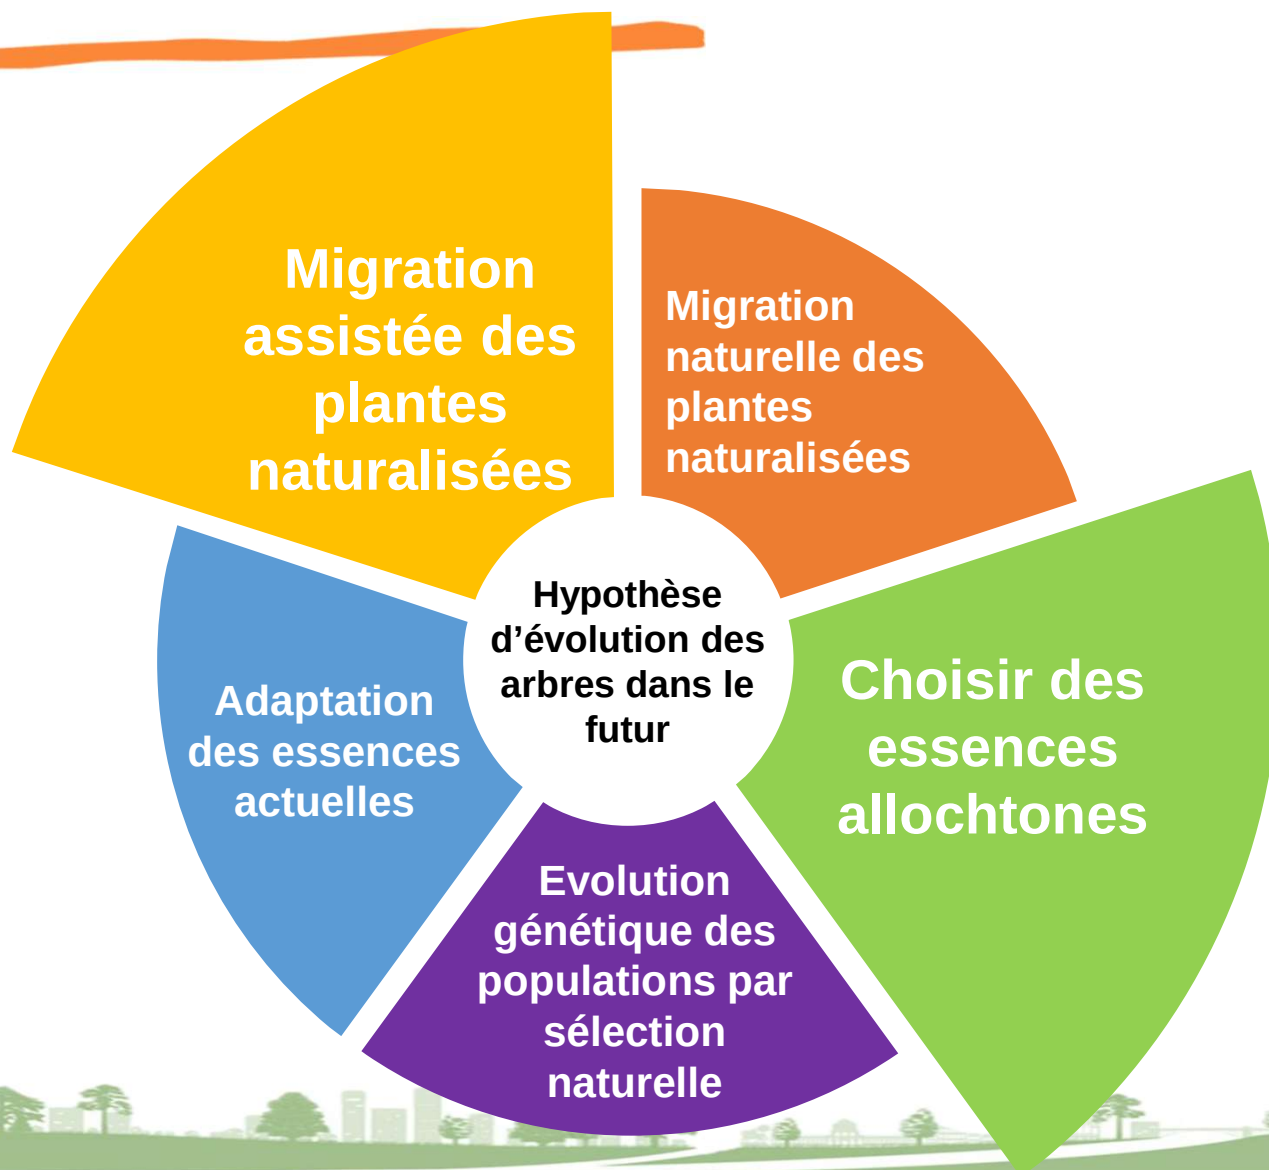 Migration
assistée des
plantes
naturalisées
Migration
naturelle des
plantes
naturalisées
Hypothèse
d’évolution des
arbres dans le
futur
Choisir des
essences
allochtones
Adaptation
des essences
actuelles
Evolution
génétique des
populations par
sélection
naturelle